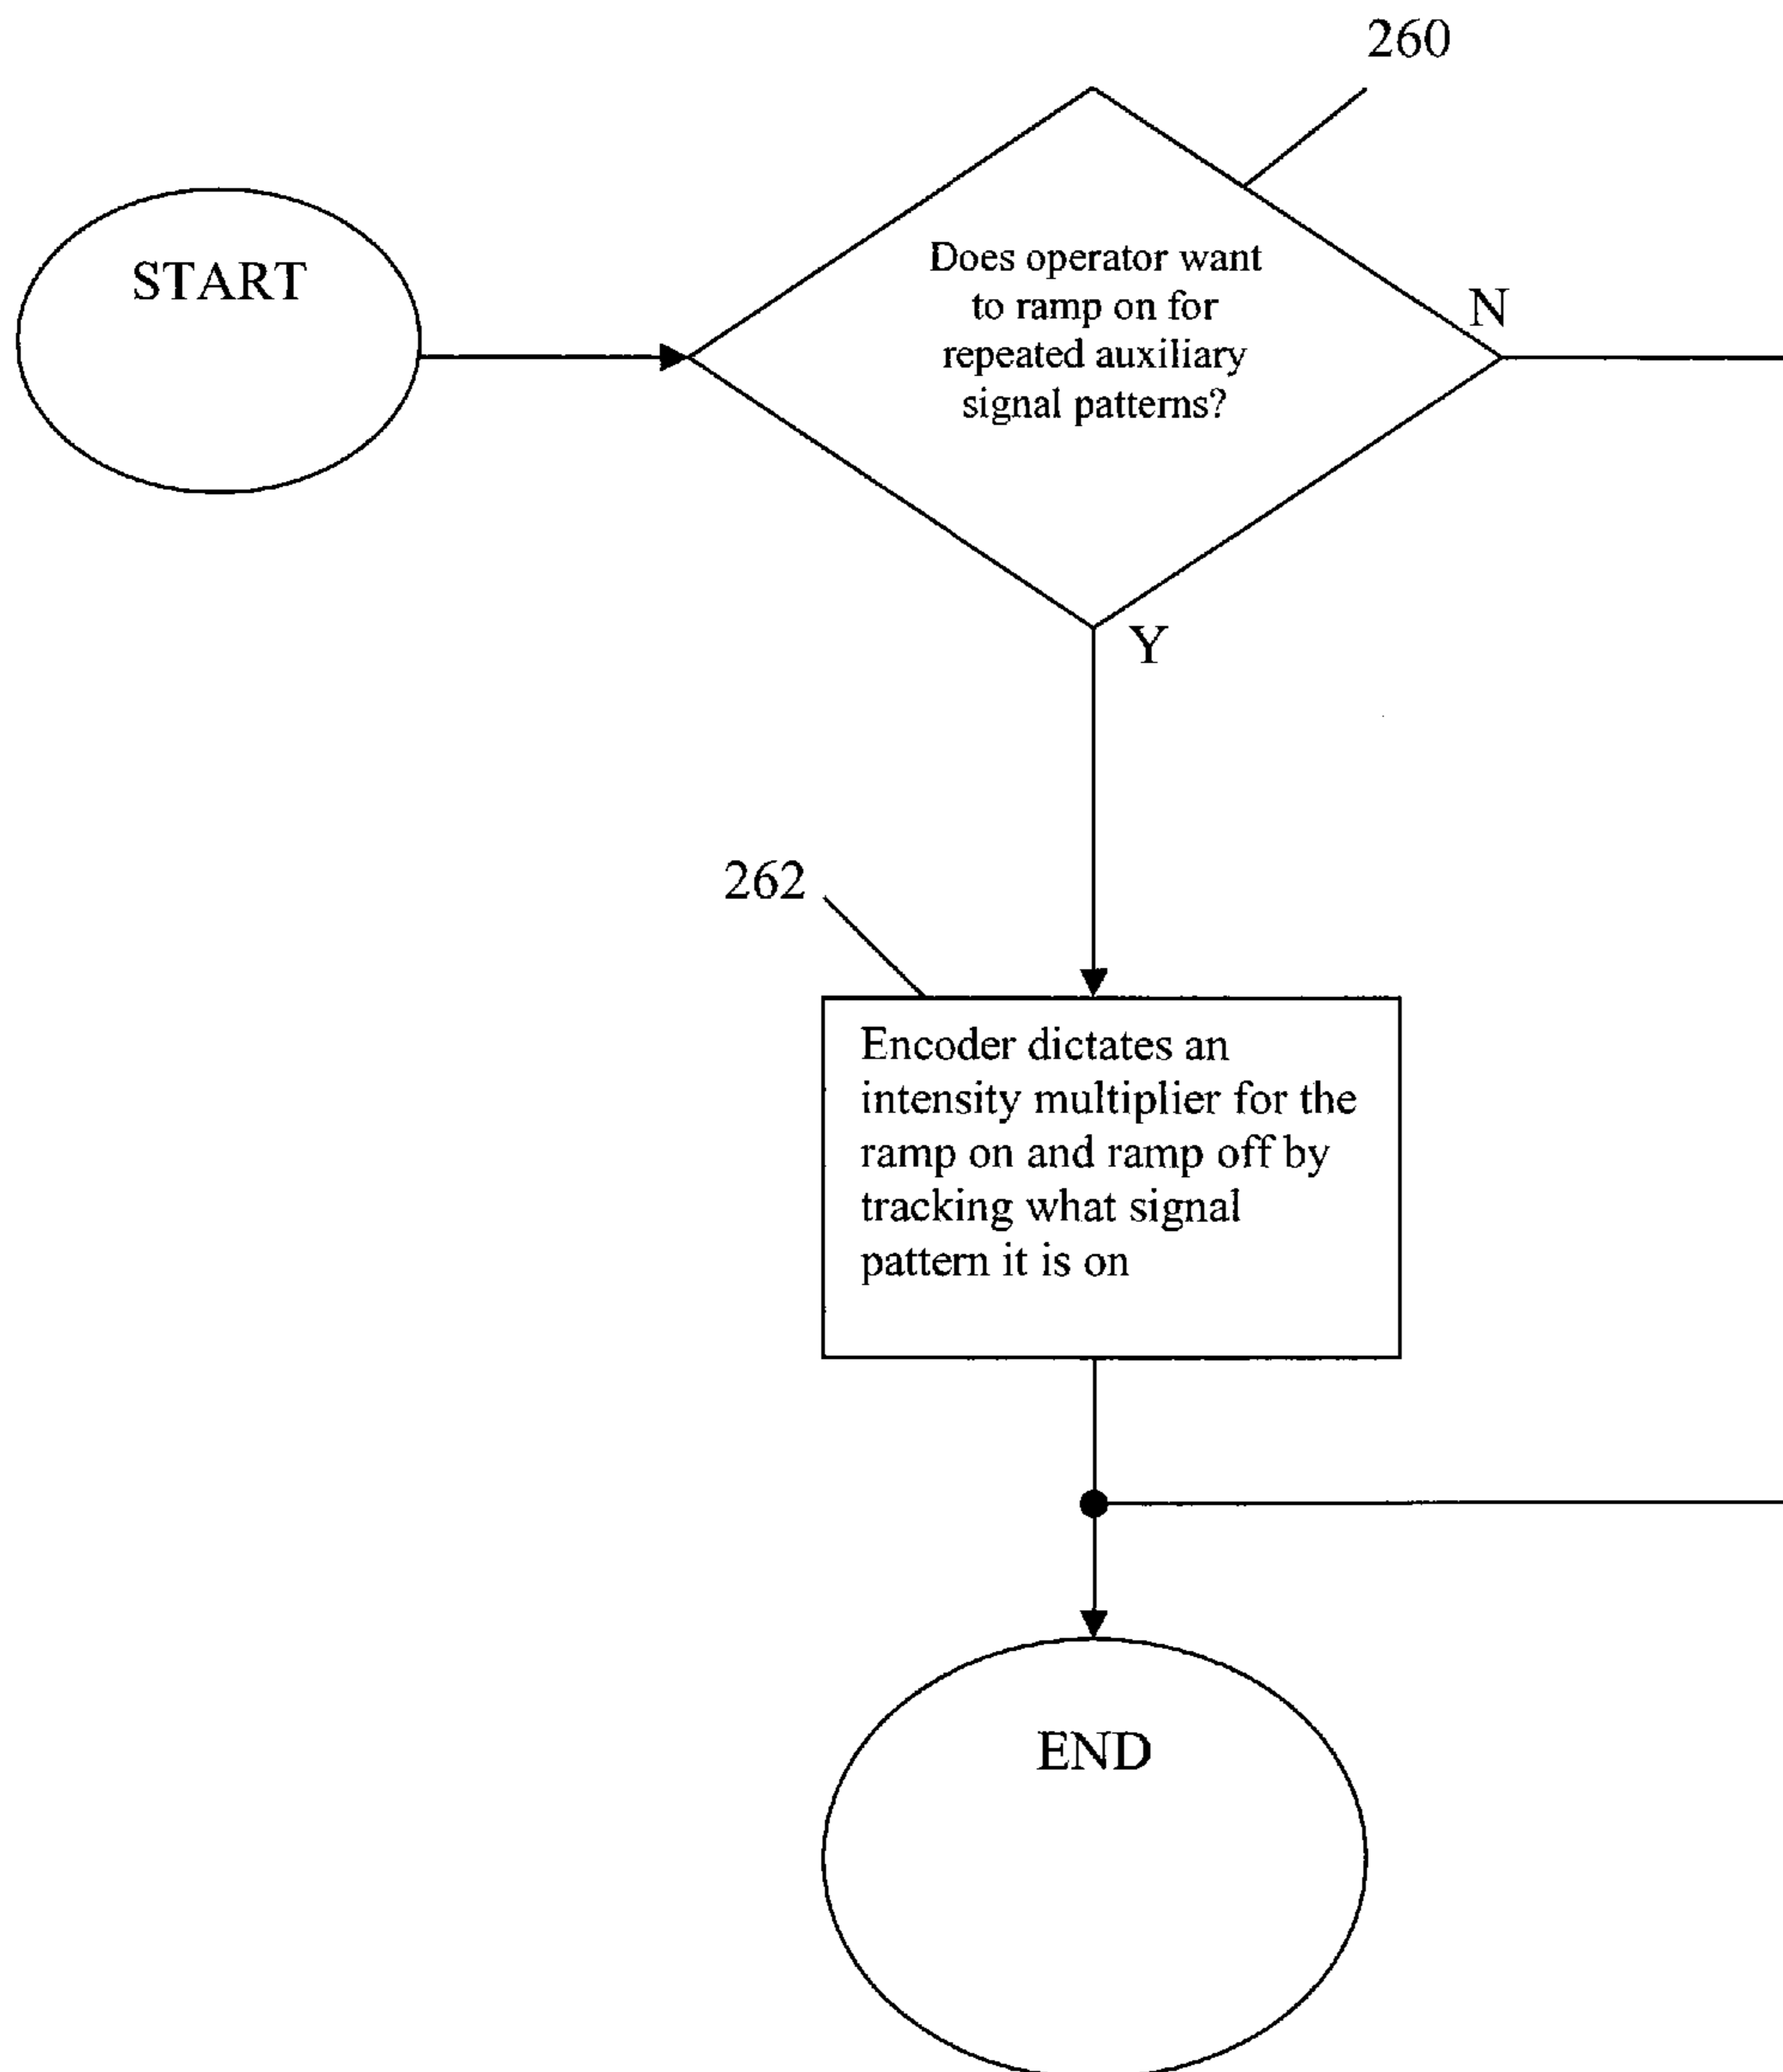 260
START
Does operator want
to ramp on for
repeated auxiliary
signal patterns?
N
Y
262
Encoder dictates an
intensity multiplier for the
ramp on and ramp off by
tracking what signal
pattern it is on
END